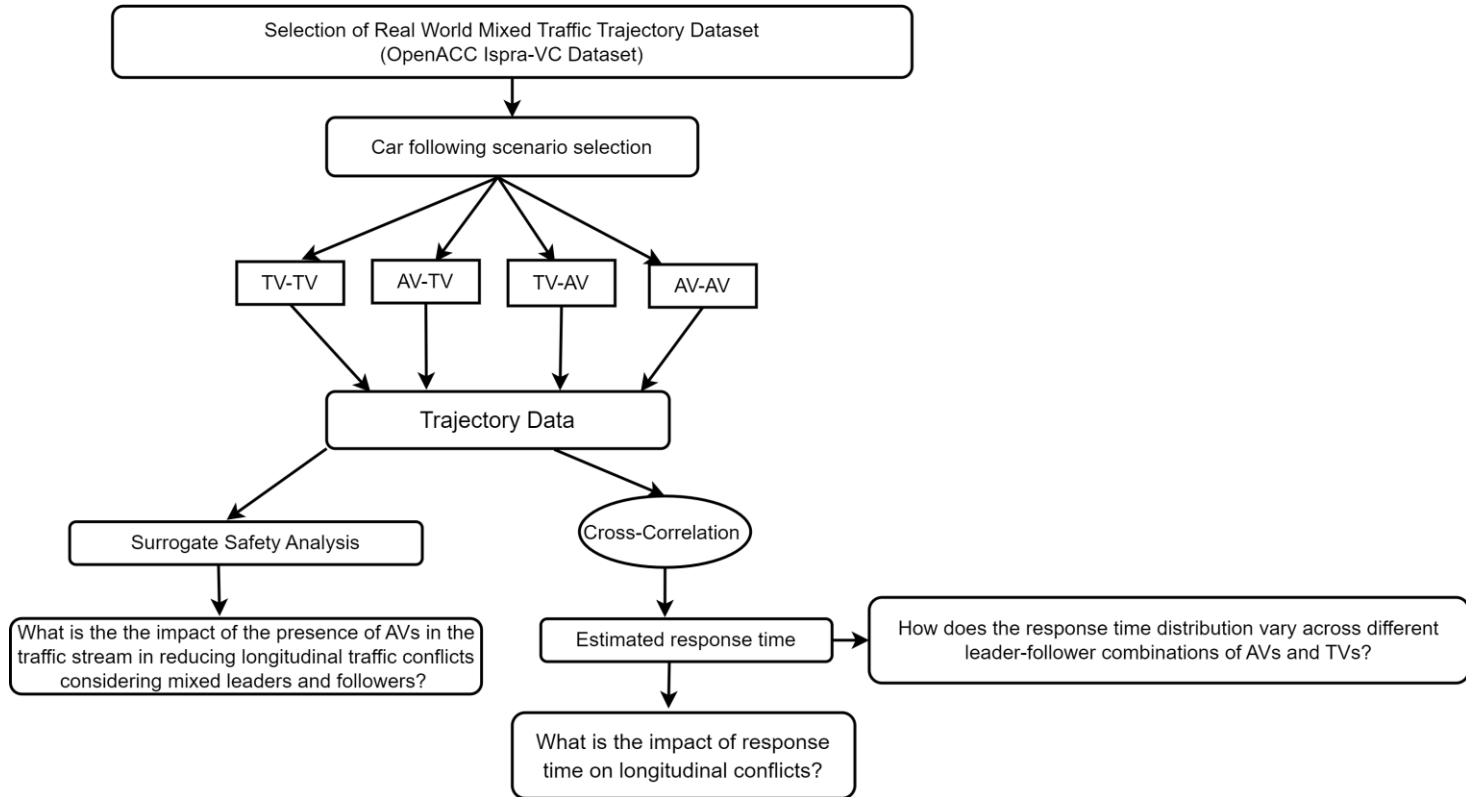 Selection of Real World Mixed Traffic Trajectory Dataset
(OpenACC Ispra-VC Dataset)
Car following scenario selection
TV-TV
AV-TV
TV-AV
AV-AV
Trajectory Data
Surrogate Safety Analysis
Cross-Correlation
What is the the impact of the presence of AVs in the
traffic stream in reducing longitudinal traffic conflicts
considering mixed leaders and followers?
Estimated response time
How does the response time distribution vary across different
leader-follower combinations of AVs and TVs?
What is the impact of response
time on longitudinal conflicts?